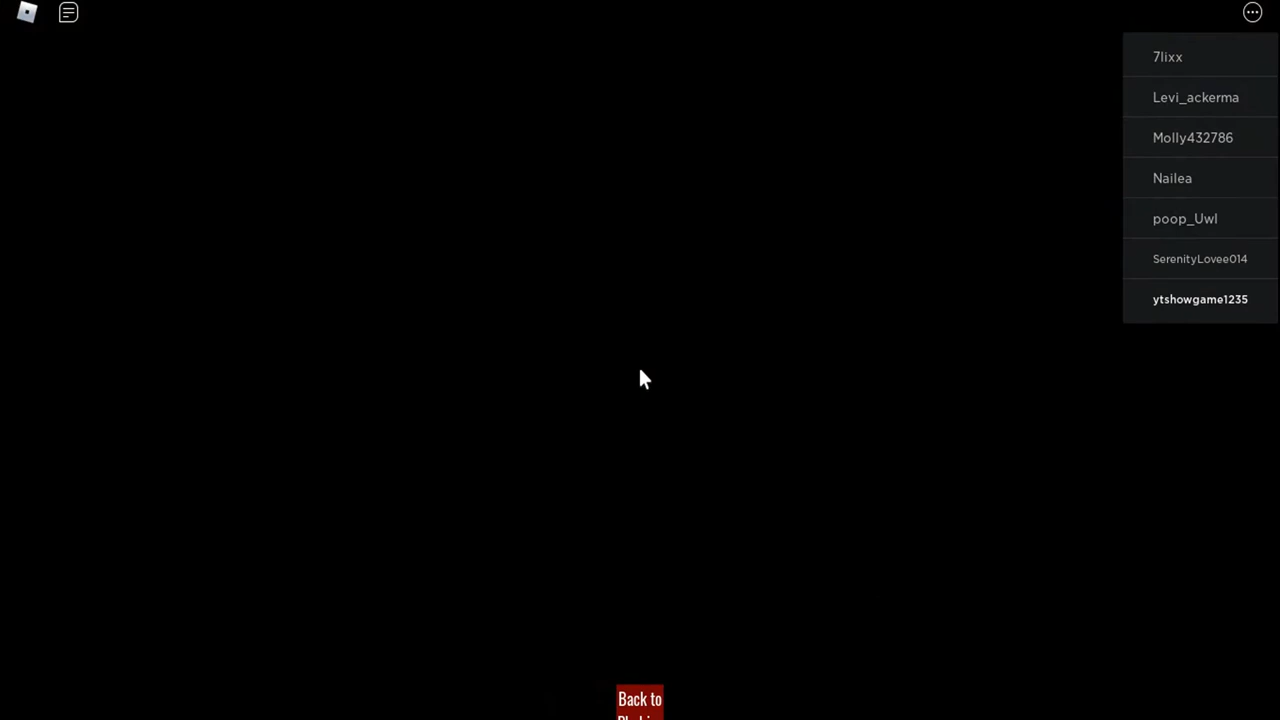 7lixx
Levi_ackerma
Molly432786
Nailea
poop_Uwl
SerenityLovee014
ytshowgame1235
Back to